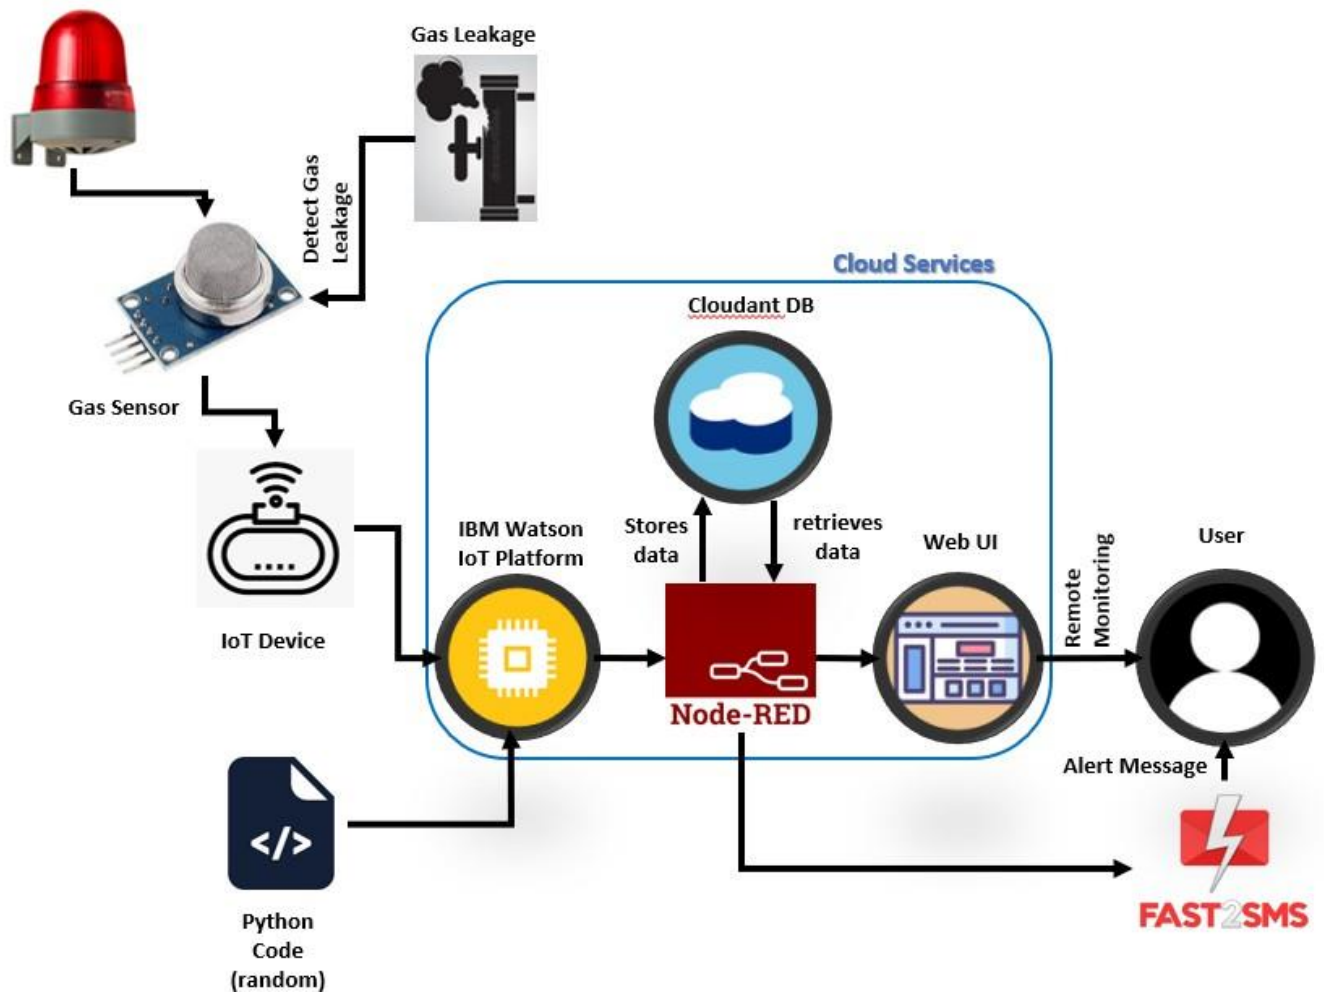 Gas Leakage
Detect Gas
Leakage
Cloud Services
Cloudant DB
Gas Sensor
Stores
data
retrieves
data
IBM Watson
IoT Platform
Web UI
Remote
Monitoring
User
IoT Device
Node-RED
Alert Message
</>
FAST2SMS
Python
Code
(random)